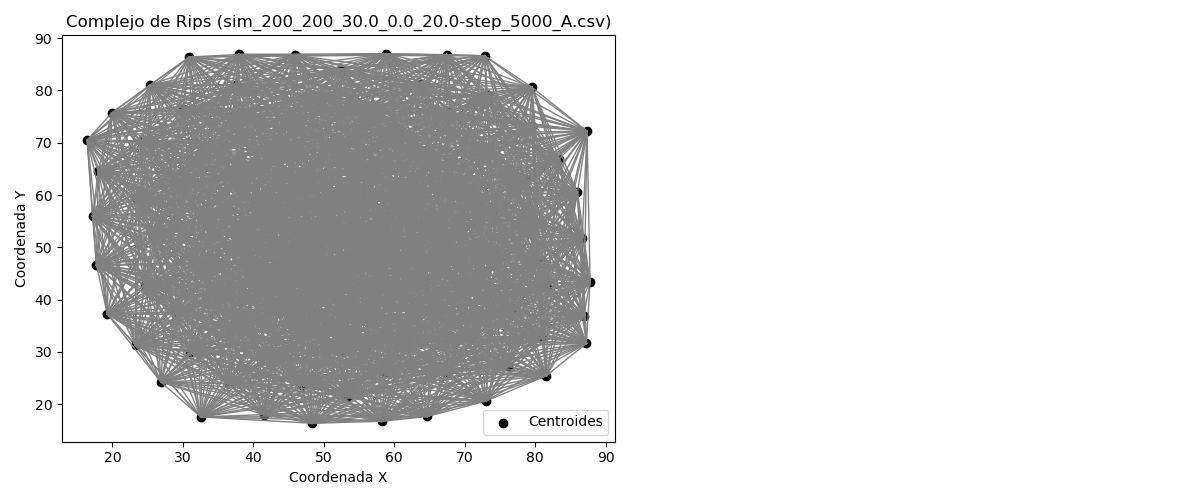 Complejo de Rips (sim_200_200_30.0_0.0_20.0-step_5000_A.csv)
90
80
70
60
50
40
30
20
Coordenada Y
Centroides
20 30 40 50 60 70 80 90
Coordenada X